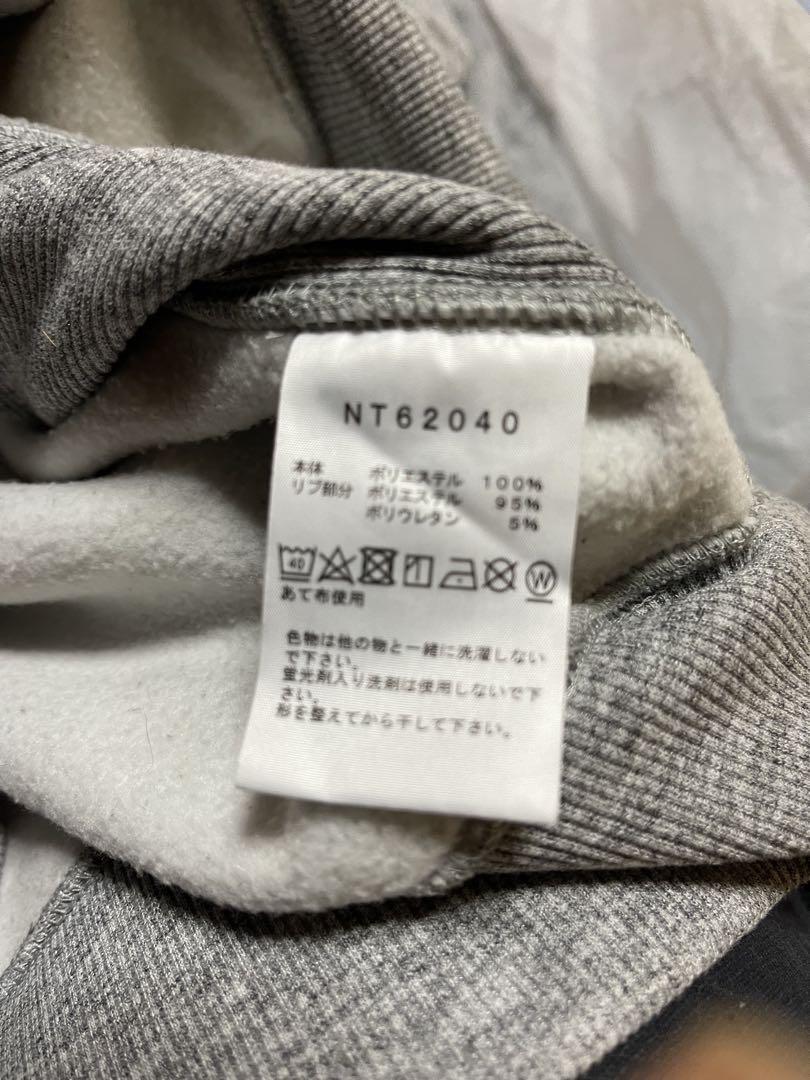 NT62040
本体 ポリエステル 100%
リブ部分 ポリエステル 95%
ポリウレタン 5%
40 W
あて布使用
色物は他の物と一緒に洗濯しない
で下さい。
蛍光剤入り洗剤は使用しないで下
さい。
形を整えてから干して下さい。